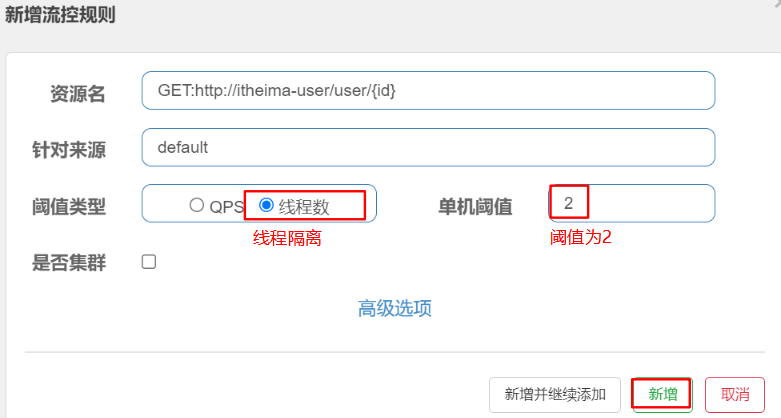 新增流控规则
资源名 GET:http://itheima-user/user/{id}
针对来源 default
阈值类型 QPS 线程数 单机阈值 2
线程隔离 阈值为2
是否集群
高级选项
新增并继续添加 新增 取消